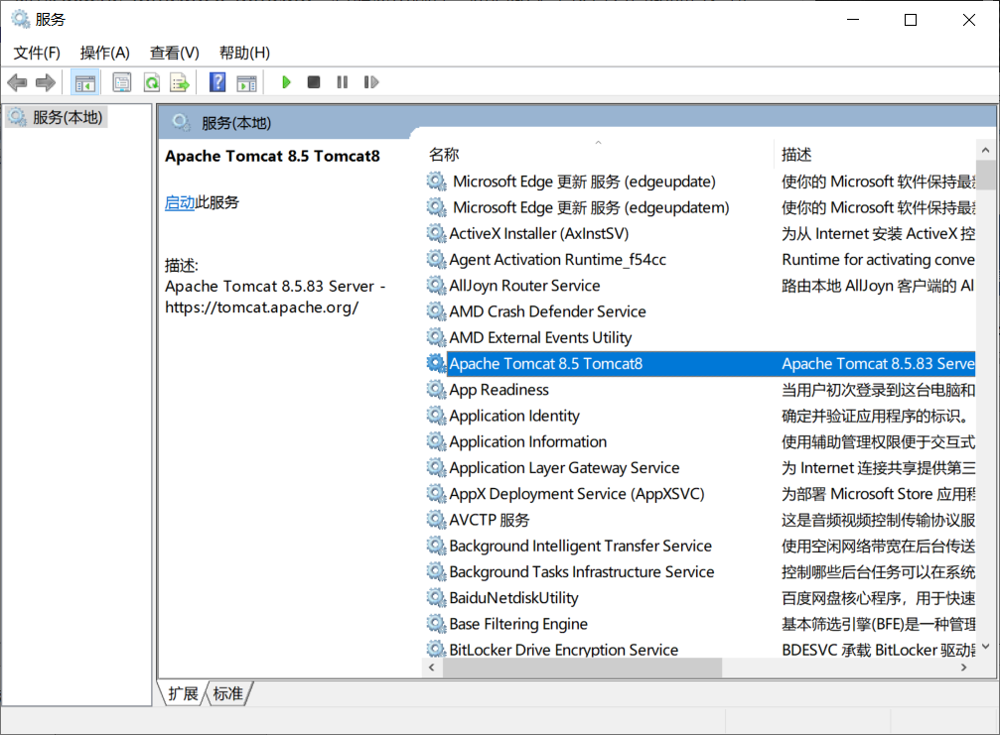 服务
文件(F) 操作(A) 查看(V) 帮助(H)
服务(本地)
服务(本地)
Apache Tomcat 8.5 Tomcat8
启动此服务
描述:
Apache Tomcat 8.5.83 Server -
https://tomcat.apache.org/
名称 描述
Microsoft Edge 更新 服务 (edgeupdate) 使你的 Microsoft 软件保持最新
Microsoft Edge 更新 服务 (edgeupdatem) 使你的 Microsoft 软件保持最新
ActiveX Installer (AxInstSV) 为从 Internet 安装 ActiveX 控
Agent Activation Runtime_f54cc Runtime for activating conve
AllJoyn Router Service 路由本地 AllJoyn 客户端的 Al
AMD Crash Defender Service
AMD External Events Utility
Apache Tomcat 8.5 Tomcat8 Apache Tomcat 8.5.83 Serve
App Readiness 当用户初次登录到这台电脑和
Application Identity 确定并验证应用程序的标识。
Application Information 使用辅助管理权限便于交互式
Application Layer Gateway Service 为 Internet 连接共享提供第三
AppX Deployment Service (AppXSVC) 为部署 Microsoft Store 应用程
AVCTP 服务 这是音频视频控制传输协议服
Background Intelligent Transfer Service 使用空闲网络带宽在后台传送
Background Tasks Infrastructure Service 控制哪些后台任务可以在系统
BaiduNetdiskUtility 百度网盘核心程序，用于快速
Base Filtering Engine 基本筛选引擎(BFE)是一种管理
BitLocker Drive Encryption Service BDESVC 承载 BitLocker 驱动器
扩展 标准